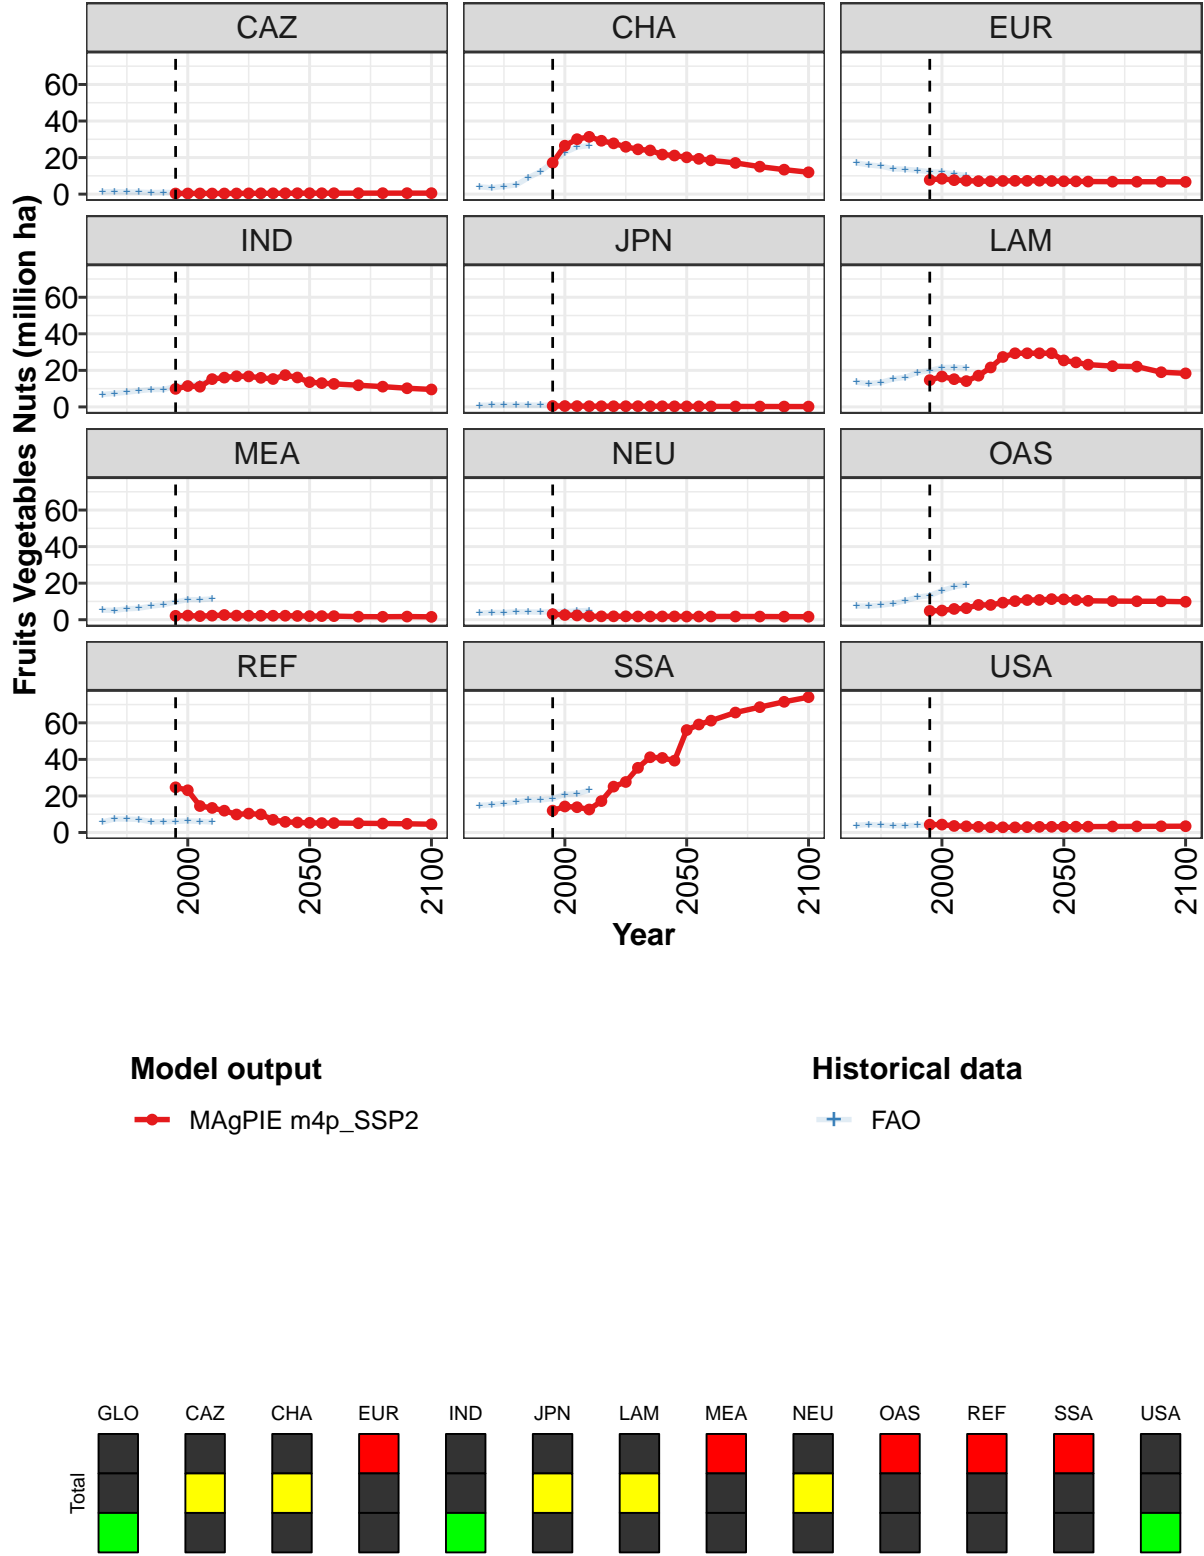 CAZ CHA EUR
60
40
20
0
IND JPN LAM
60
40
20
0
MEA NEU OAS
60
40
20
0
REF SSA USA
60
40
20
0
Fruits Vegetables Nuts (million ha)
2000 2050 2100 2000 2050 2100 2000 2050 2100
Year
Model output Historical data
MAgPIE m4p_SSP2 FAO
GLO CAZ CHA EUR IND JPN LAM MEA NEU OAS REF SSA USA
Total